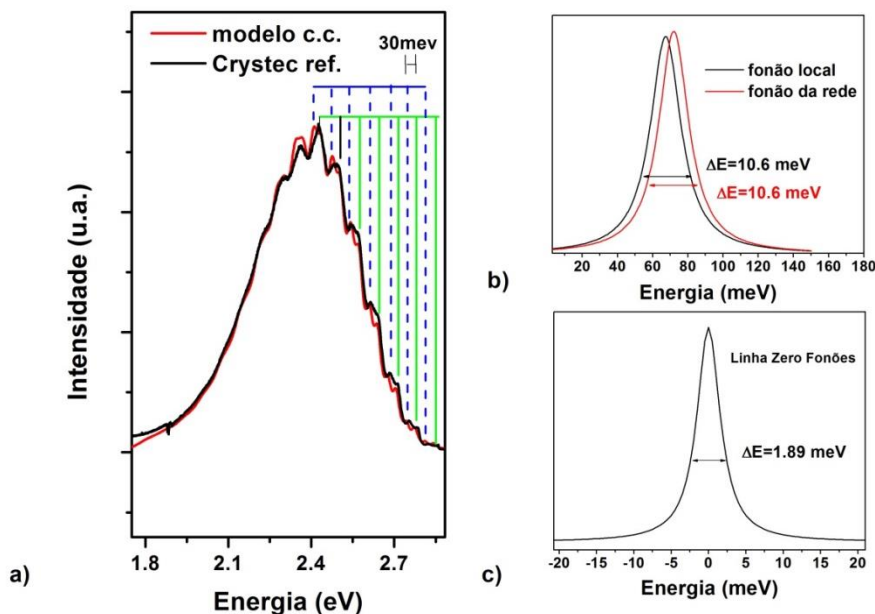 a)
Intensidade (u.a.)
modelo c.c.
Crystec ref.
30mev
1.8 2.1 2.4 2.7
Energia (eV)
b)
fonão local
fonão da rede
ΔE=10.6 meV
ΔE=10.6 meV
20 40 60 80 100 120 140 160 180
Energia (meV)
c)
Linha Zero Fonões
ΔE=1.89 meV
-20 -15 -10 -5 0 5 10 15 20
Energia (meV)